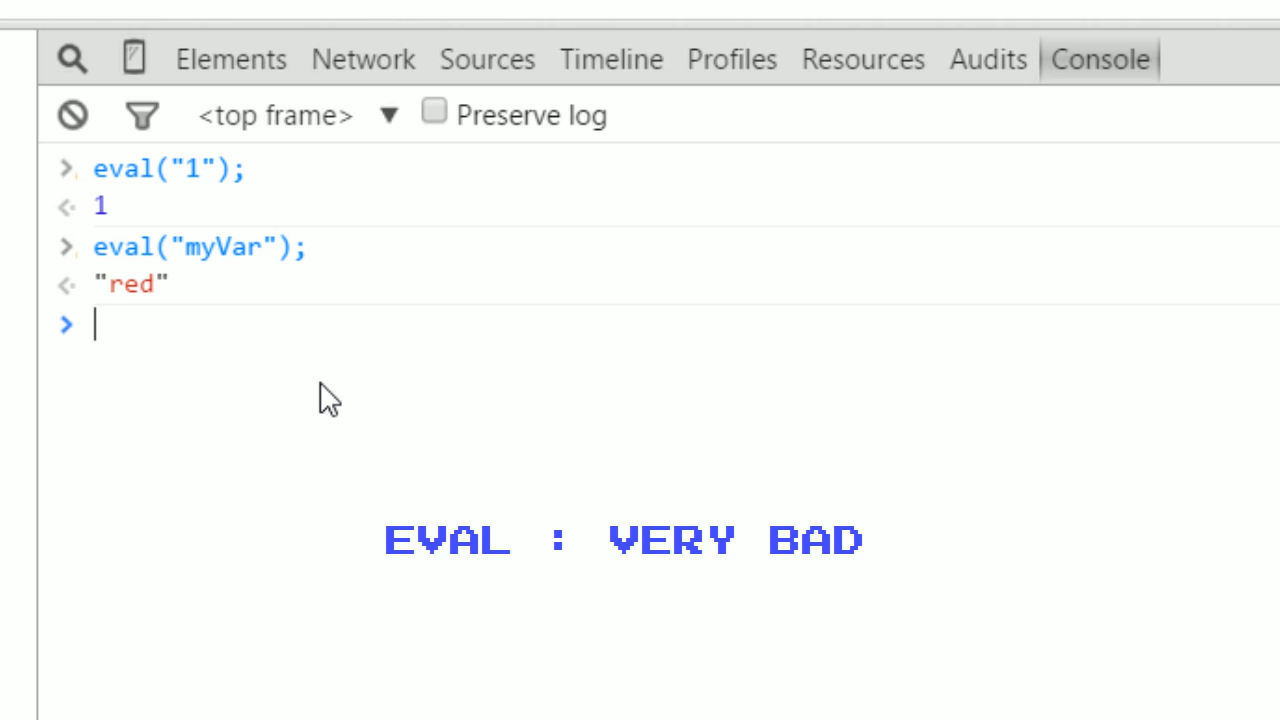 Elements Network Sources Timeline Profiles Resources Audits Console
<top frame> ▼ Preserve log
> eval("1");
<· 1
> eval("myVar");
<· "red"
>
EVAL : VERY BAD